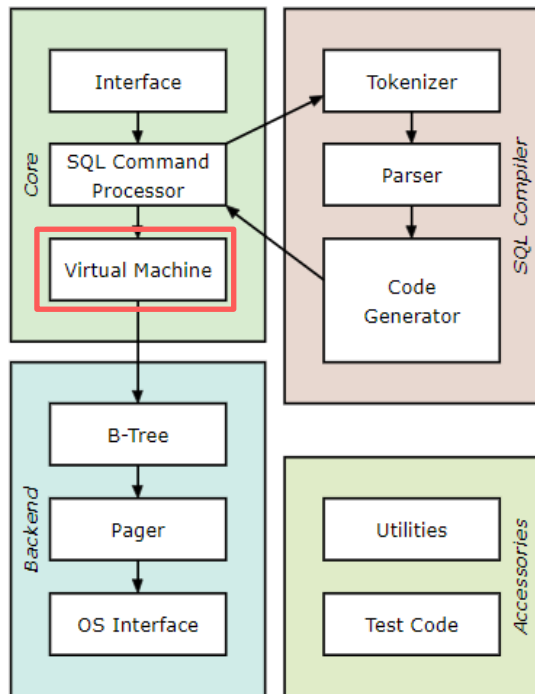 Core
Interface
SQL Command
Processor
Virtual Machine
SQL Compiler
Tokenizer
Parser
Code
Generator
Backend
B-Tree
Pager
OS Interface
Accessories
Utilities
Test Code